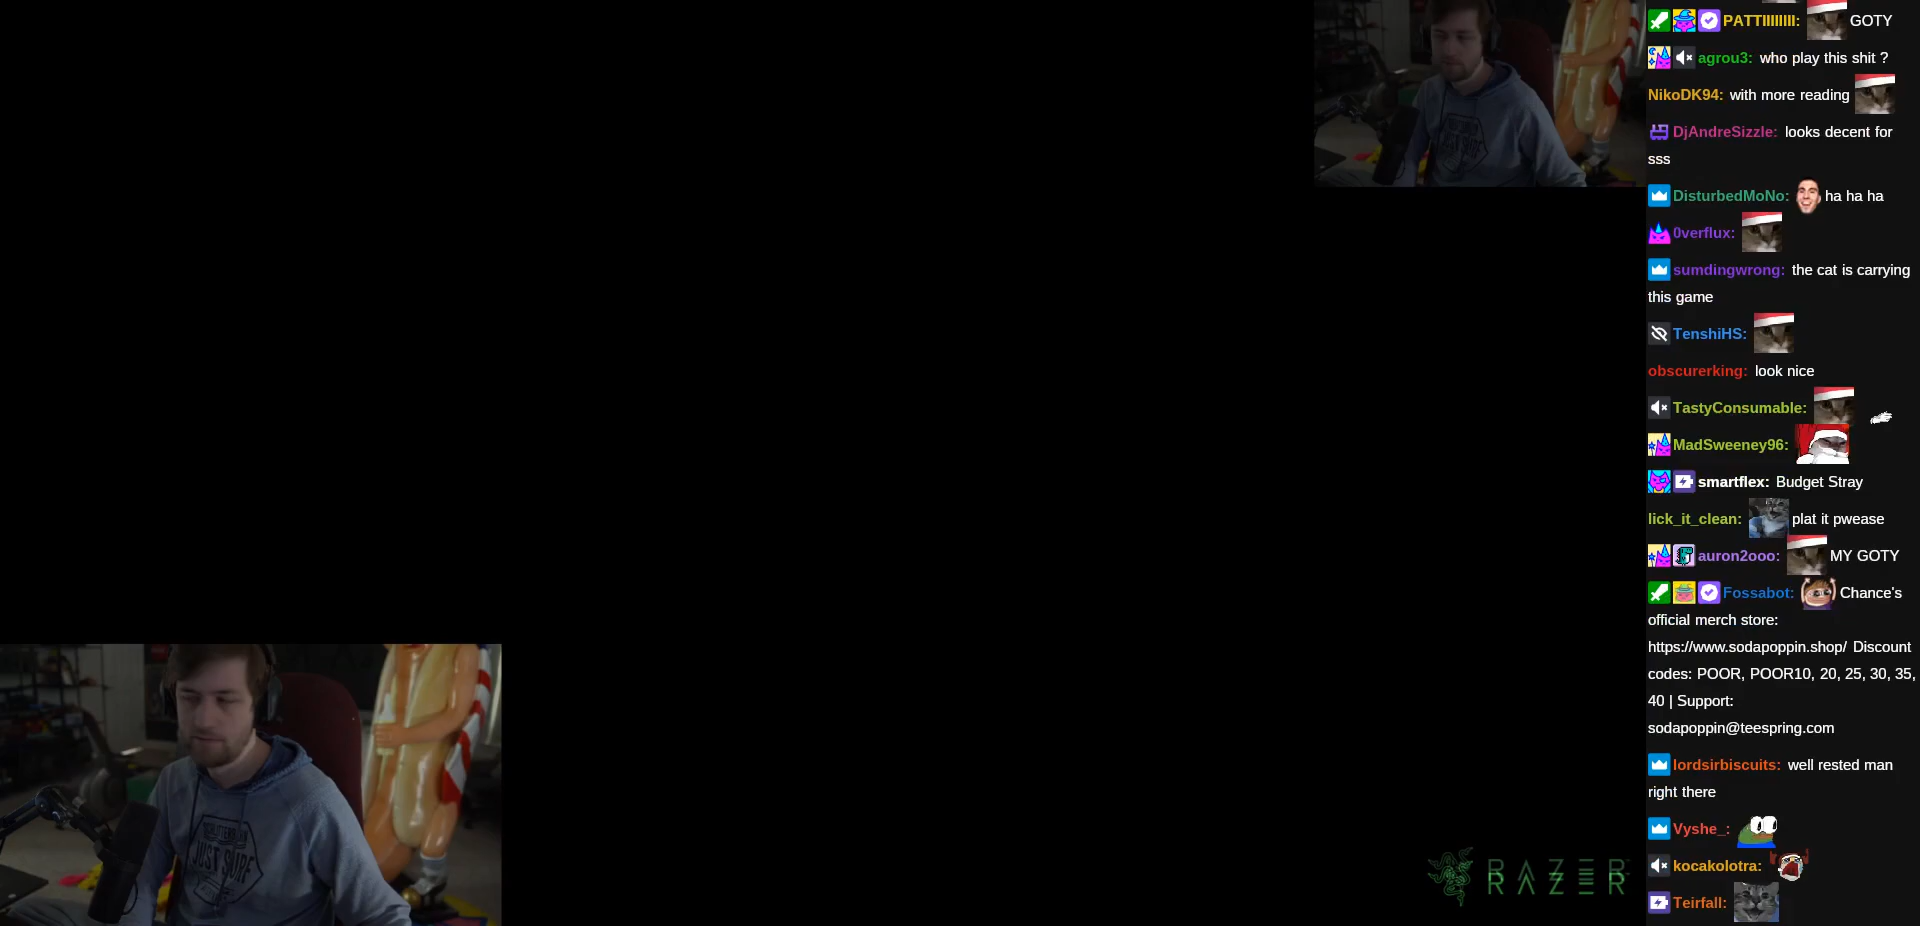 PATTIIIIIIII: GOTY
agrou3: who play this shit ?
NikoDK94: with more reading
DjAndreSizzle: looks decent for
sss
DisturbedMoNo: ha ha ha
0verflux:
sumdingwrong: the cat is carrying
this game
TenshiHS:
obscurerking: look nice
TastyConsumable:
MadSweeney96:
smartflex: Budget Stray
lick_it_clean: plat it pwease
auron2ooo: MY GOTY
Fossabot: Chance's
official merch store:
https://www.sodapoppin.shop/ Discount
codes: POOR, POOR10, 20, 25, 30, 35,
40 | Support:
sodapoppin@teespring.com
lordsirbiscuits: well rested man
right there
Vyshe_:
kocakolotra:
Teirfall:
JUST SURF
RAZER